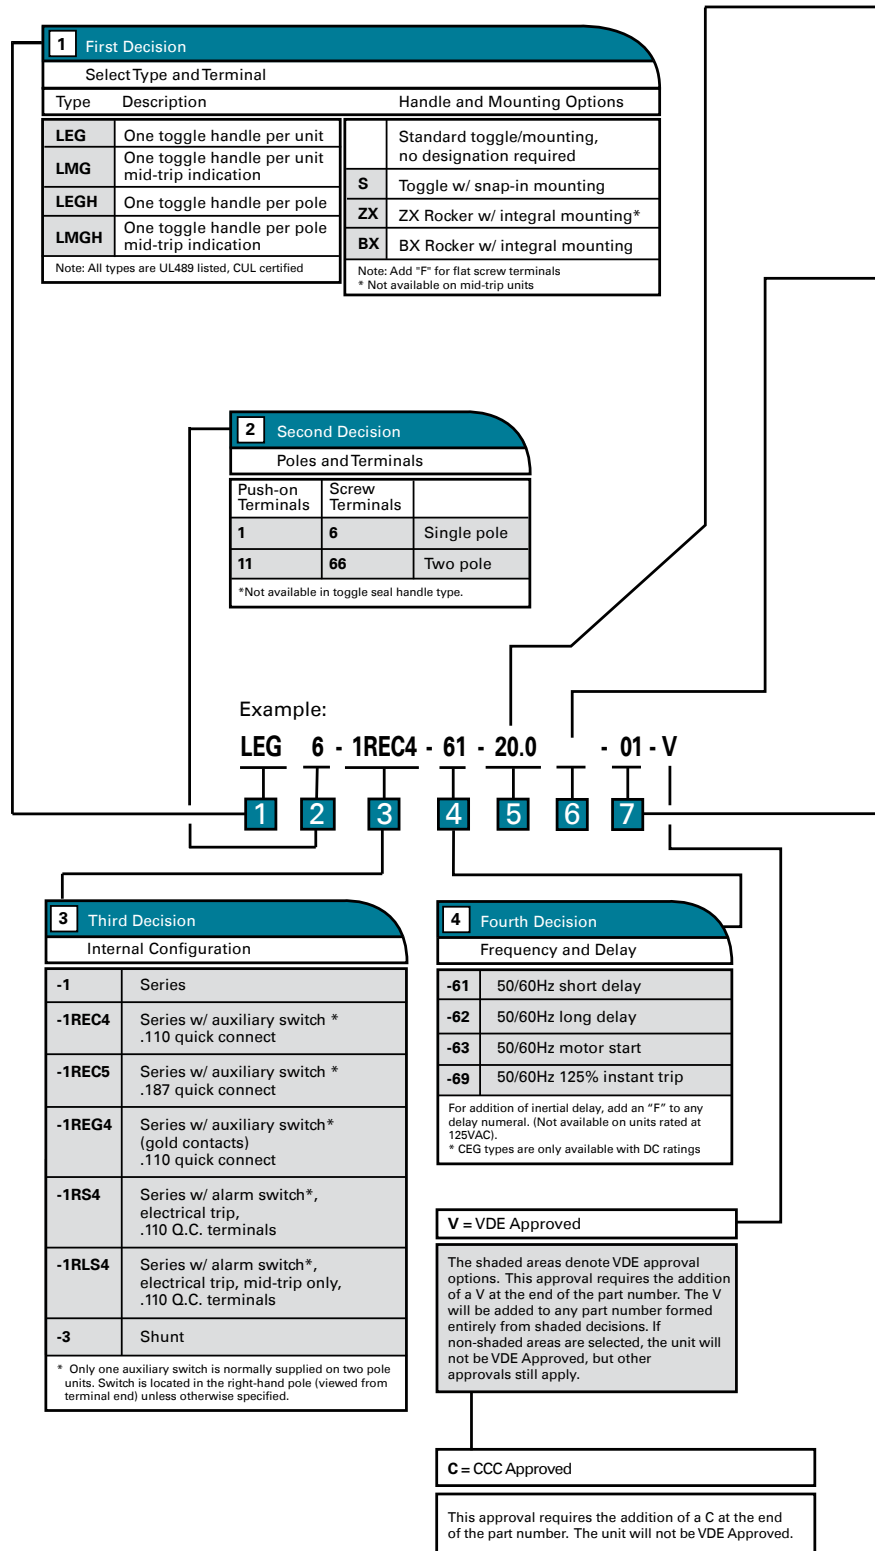 1 First Decision
Select Type and Terminal
Type Description Handle and Mounting Options
LEG One toggle handle per unit
LMG One toggle handle per unit
mid-trip indication
LEGH One toggle handle per pole
LMGH One toggle handle per pole
mid-trip indication
Note: All types are UL489 listed, CUL certified
Standard toggle/mounting,
no designation required
S Toggle w/ snap-in mounting
ZX ZX Rocker w/ integral mounting*
BX BX Rocker w/ integral mounting
Note: Add "F" for flat screw terminals
* Not available on mid-trip units
2 Second Decision
Poles and Terminals
Push-on Screw
Terminals Terminals
1 6 Single pole
11 66 Two pole
*Not available in toggle seal handle type.
Example:
LEG 6 - 1REC4 - 61 - 20.0 - 01 - V
1 2 3 4 5 6 7
3 Third Decision
Internal Configuration
-1 Series
-1REC4 Series w/ auxiliary switch *
.110 quick connect
-1REC5 Series w/ auxiliary switch *
.187 quick connect
-1REG4 Series w/ auxiliary switch*
(gold contacts)
.110 quick connect
-1RS4 Series w/ alarm switch*,
electrical trip,
.110 Q.C. terminals
-1RLS4 Series w/ alarm switch*,
electrical trip, mid-trip only,
.110 Q.C. terminals
-3 Shunt
* Only one auxiliary switch is normally supplied on two pole
units. Switch is located in the right-hand pole (viewed from
terminal end) unless otherwise specified.
4 Fourth Decision
Frequency and Delay
-61 50/60Hz short delay
-62 50/60Hz long delay
-63 50/60Hz motor start
-69 50/60Hz 125% instant trip
For addition of inertial delay, add an “F” to any
delay numeral. (Not available on units rated at
125VAC).
* CEG types are only available with DC ratings
V = VDE Approved
The shaded areas denote VDE approval
options. This approval requires the addition
of a V at the end of the part number. The V
will be added to any part number formed
entirely from shaded decisions. If
non-shaded areas are selected, the unit will
not be VDE Approved, but other
approvals still apply.
C = CCC Approved
This approval requires the addition of a C at the end
of the part number. The unit will not be VDE Approved.